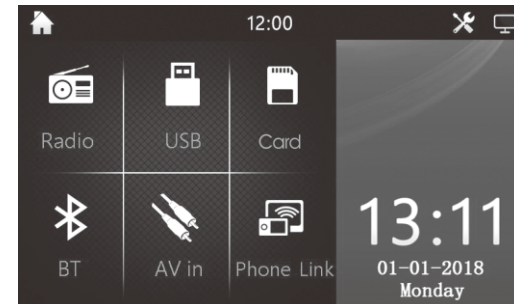 12:00
Radio
USB
Card
BT
AV in
Phone Link
13:11
01-01-2018
Monday